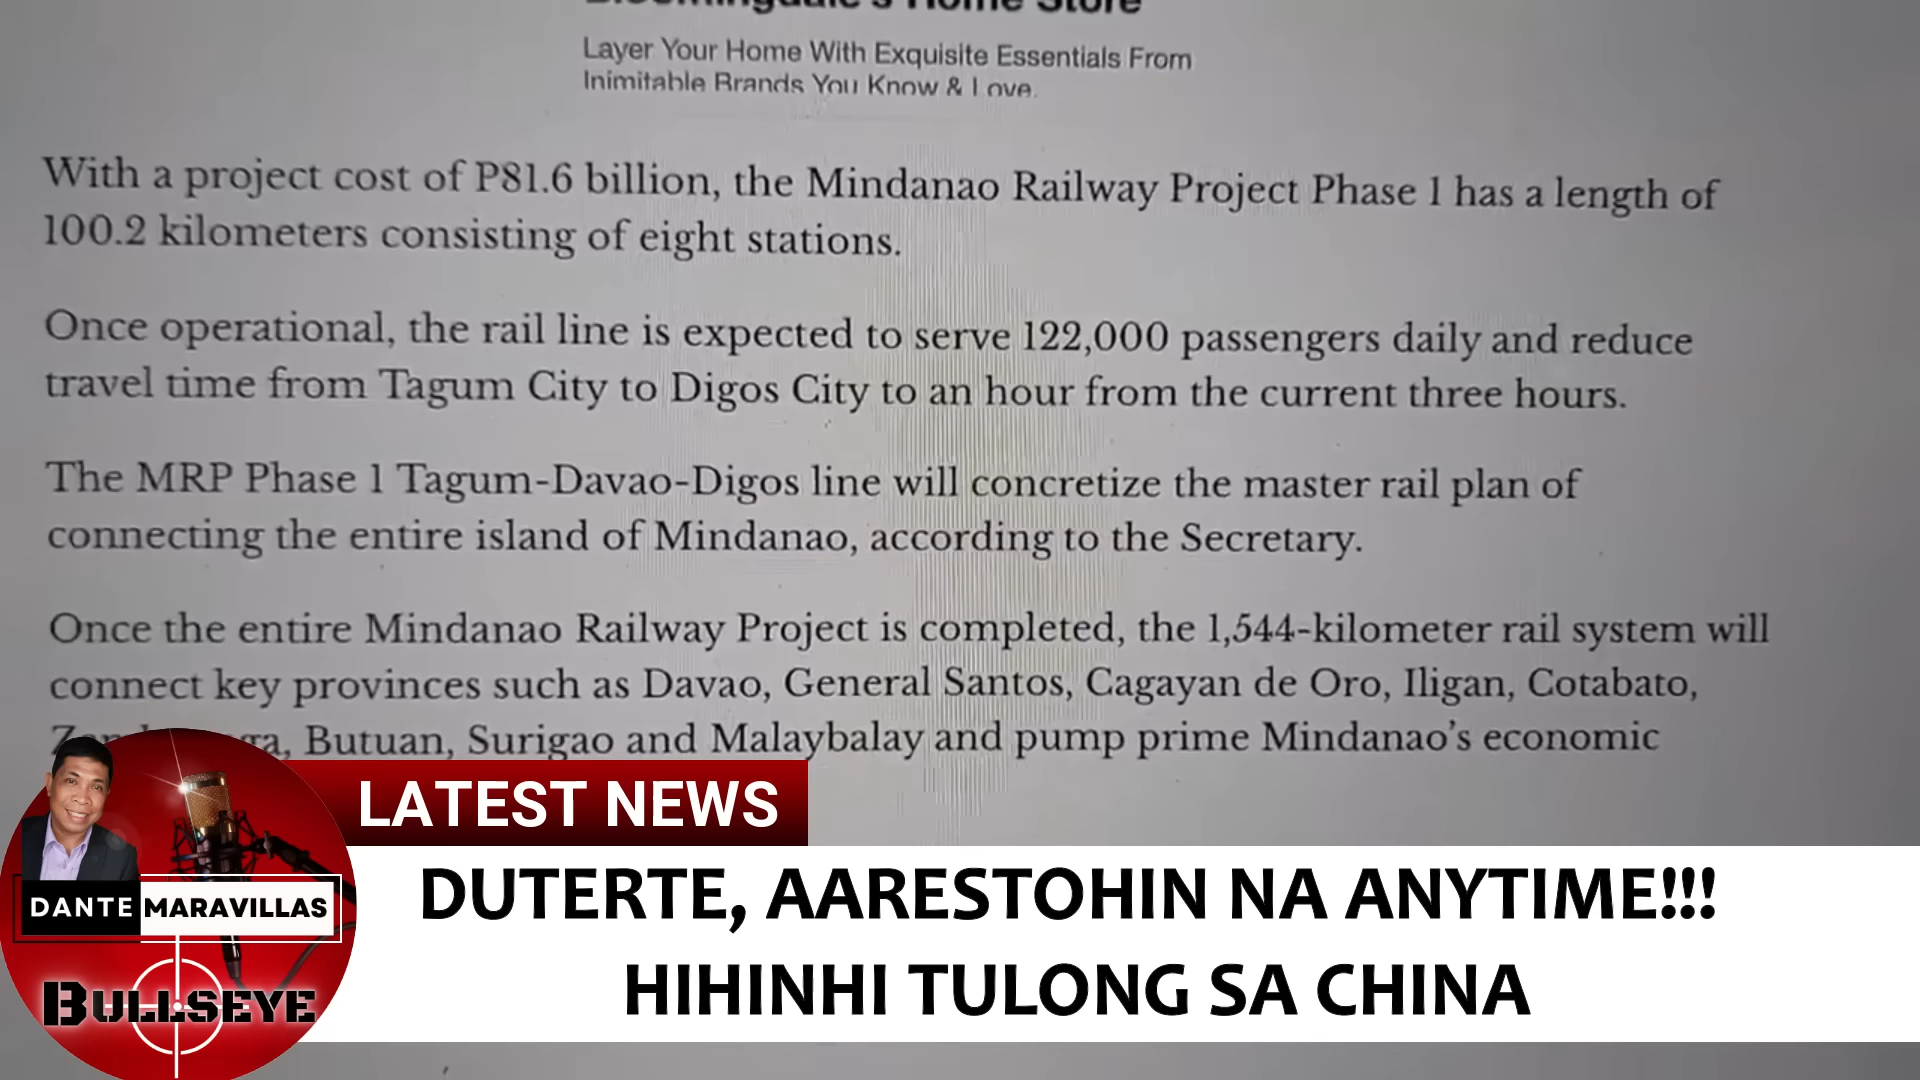 Bloomingdale's Home Store
Layer Your Home With Exquisite Essentials From
Inimitable Brands You Know & Love.
With a project cost of P81.6 billion, the Mindanao Railway Project Phase 1 has a length of
100.2 kilometers consisting of eight stations.
Once operational, the rail line is expected to serve 122,000 passengers daily and reduce
travel time from Tagum City to Digos City to an hour from the current three hours.
The MRP Phase 1 Tagum-Davao-Digos line will concretize the master rail plan of
connecting the entire island of Mindanao, according to the Secretary.
Once the entire Mindanao Railway Project is completed, the 1,544-kilometer rail system will
connect key provinces such as Davao, General Santos, Cagayan de Oro, Iligan, Cotabato,
Butuan, Surigao and Malaybalay and pump prime Mindanao's economic
LATEST NEWS
DANTE MARAVILLAS
BULLSEYE
DUTERTE, AARESTOHIN NA ANYTIME!!!
HIHINHI TULONG SA CHINA